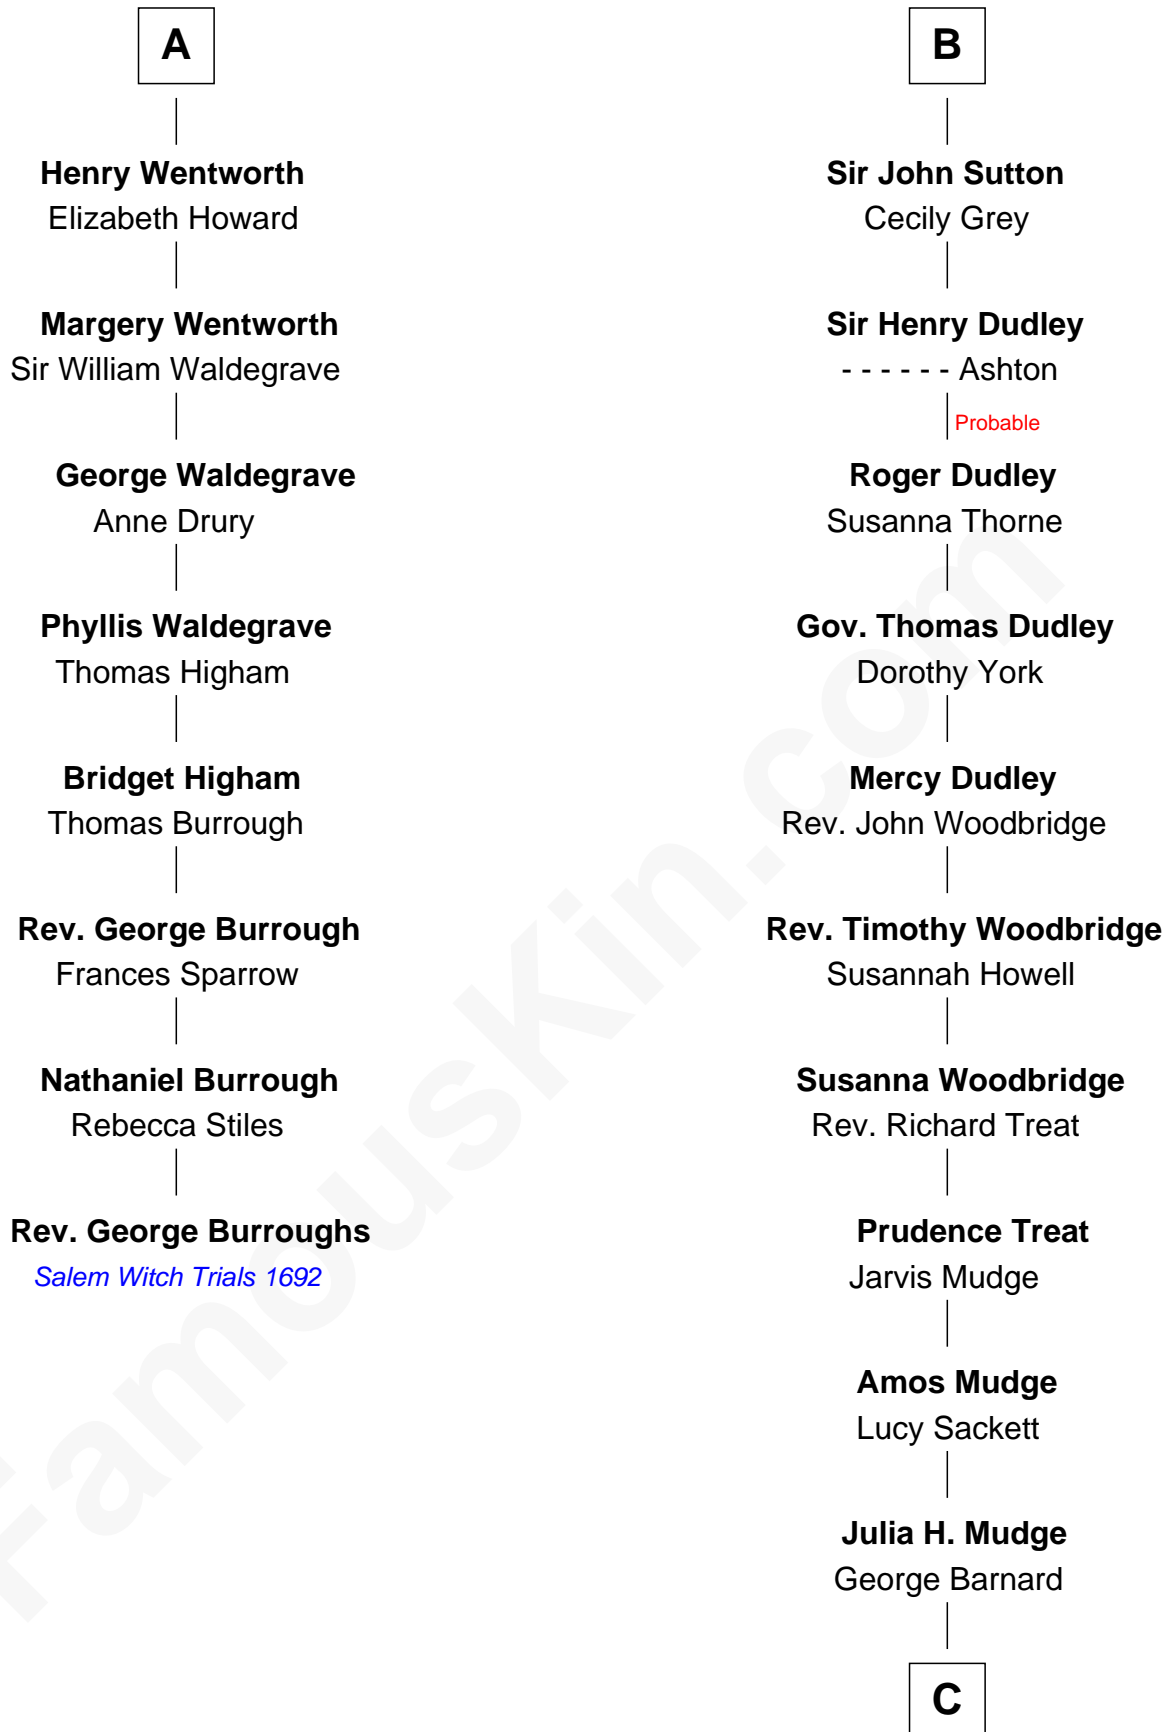 A
Henry Wentworth
Elizabeth Howard
Margery Wentworth
Sir William Waldegrave
George Waldegrave
Anne Drury
Phyllis Waldegrave
Thomas Higham
Bridget Higham
Thomas Burrough
Rev. George Burrough
Frances Sparrow
Nathaniel Burrough
Rebecca Stiles
Rev. George Burroughs
Salem Witch Trials 1692
B
Sir John Sutton
Cecily Grey
Sir Henry Dudley
- - - - - - Ashton
Probable
Roger Dudley
Susanna Thorne
Gov. Thomas Dudley
Dorothy York
Mercy Dudley
Rev. John Woodbridge
Rev. Timothy Woodbridge
Susannah Howell
Susanna Woodbridge
Rev. Richard Treat
Prudence Treat
Jarvis Mudge
Amos Mudge
Lucy Sackett
Julia H. Mudge
George Barnard
C
FamousKin.com